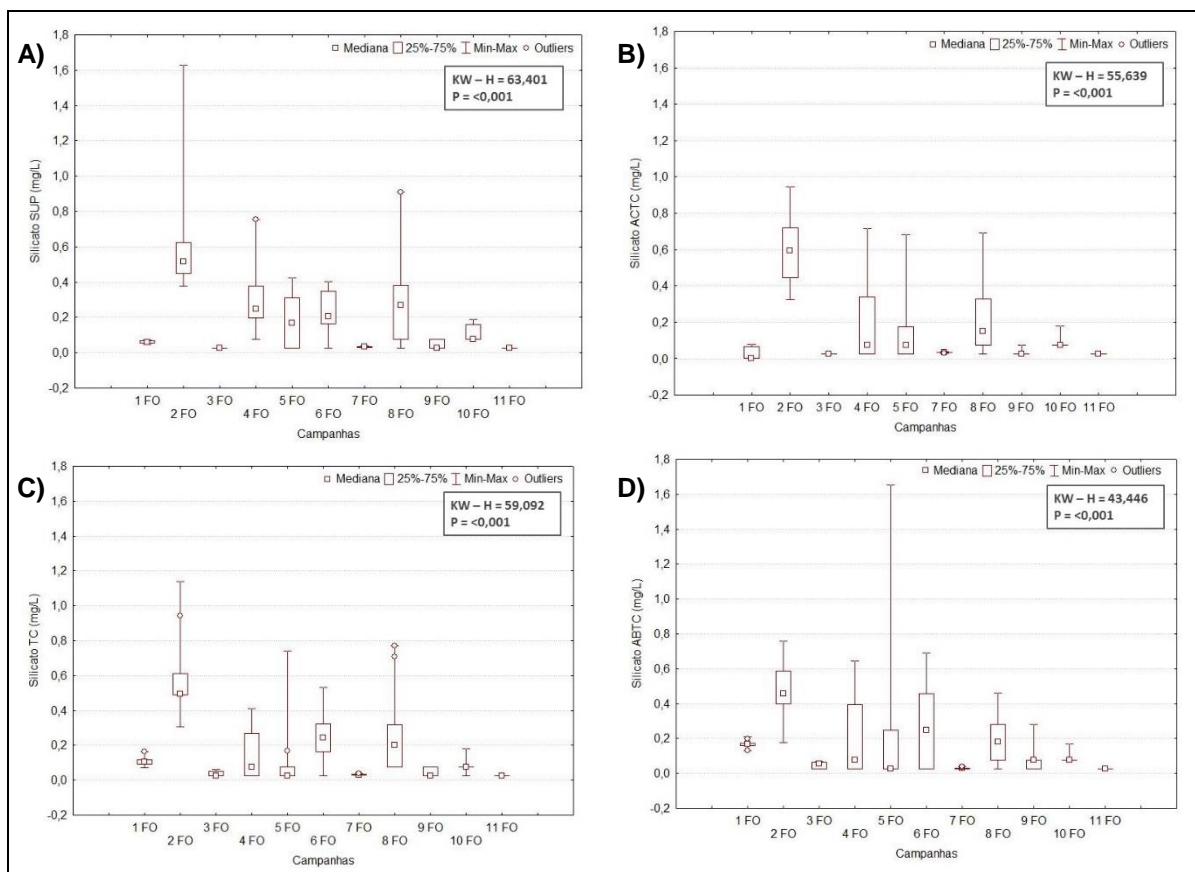 A)
Mediana 25%-75% Min-Max Outliers
KW – H = 63,401
P = <0,001
Silicato SUP (mg/L)
1,8
1,6
1,4
1,2
1,0
0,8
0,6
0,4
0,2
0,0
-0,2
1 FO 3 FO 5 FO 7 FO 9 FO 11 FO
2 FO 4 FO 6 FO 8 FO 10 FO
Campanhas
B)
Mediana 25%-75% Min-Max Outliers
KW – H = 55,639
P = <0,001
Silicato ACTC (mg/L)
1,8
1,6
1,4
1,2
1,0
0,8
0,6
0,4
0,2
0,0
-0,2
1 FO 3 FO 5 FO 7 FO 9 FO 11 FO
2 FO 4 FO 8 FO 10 FO
Campanhas
C)
Mediana 25%-75% Min-Max Outliers
KW – H = 59,092
P = <0,001
Silicato TC (mg/L)
1,8
1,6
1,4
1,2
1,0
0,8
0,6
0,4
0,2
0,0
-0,2
1 FO 3 FO 5 FO 7 FO 9 FO 11 FO
2 FO 4 FO 6 FO 8 FO 10 FO
Campanhas
D)
Mediana 25%-75% Min-Max Outliers
KW – H = 43,446
P = <0,001
Silicato ABTC (mg/L)
1,8
1,6
1,4
1,2
1,0
0,8
0,6
0,4
0,2
0,0
-0,2
1 FO 3 FO 5 FO 7 FO 9 FO 11 FO
2 FO 4 FO 6 FO 8 FO 10 FO
Campanhas